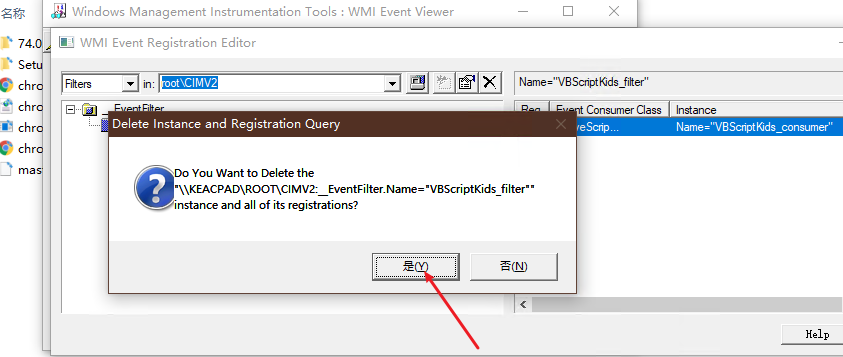 名称
Windows Management Instrumentation Tools : WMI Event Viewer
WMI Event Registration Editor
74.0
Setu
chro
chro
chro
chro
mast
Filters
in:
root\CIMV2
Name="VBScriptKids_filter"
__EventFilter
Reg
Event Consumer Class
Instance
veScrip...
Name="VBScriptKids_consumer"
Delete Instance and Registration Query
Do You Want to Delete the
"\\KEACPAD\ROOT\CIMV2:__EventFilter.Name="VBScriptKids_filter""
instance and all of its registrations?
是(Y)
否(N)
Help